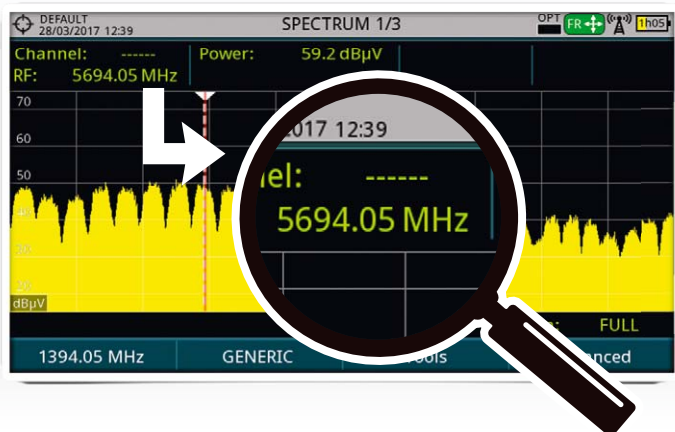 DEFAULT
28/03/2017 12:39
SPECTRUM 1/3
OPT
FR
1h05
Channel: ------
Power: 59.2 dBµV
RF: 5694.05 MHz
70
60
50
40
dBµV
2017 12:39
nel: ------
5694.05 MHz
FULL
1394.05 MHz
GENERIC